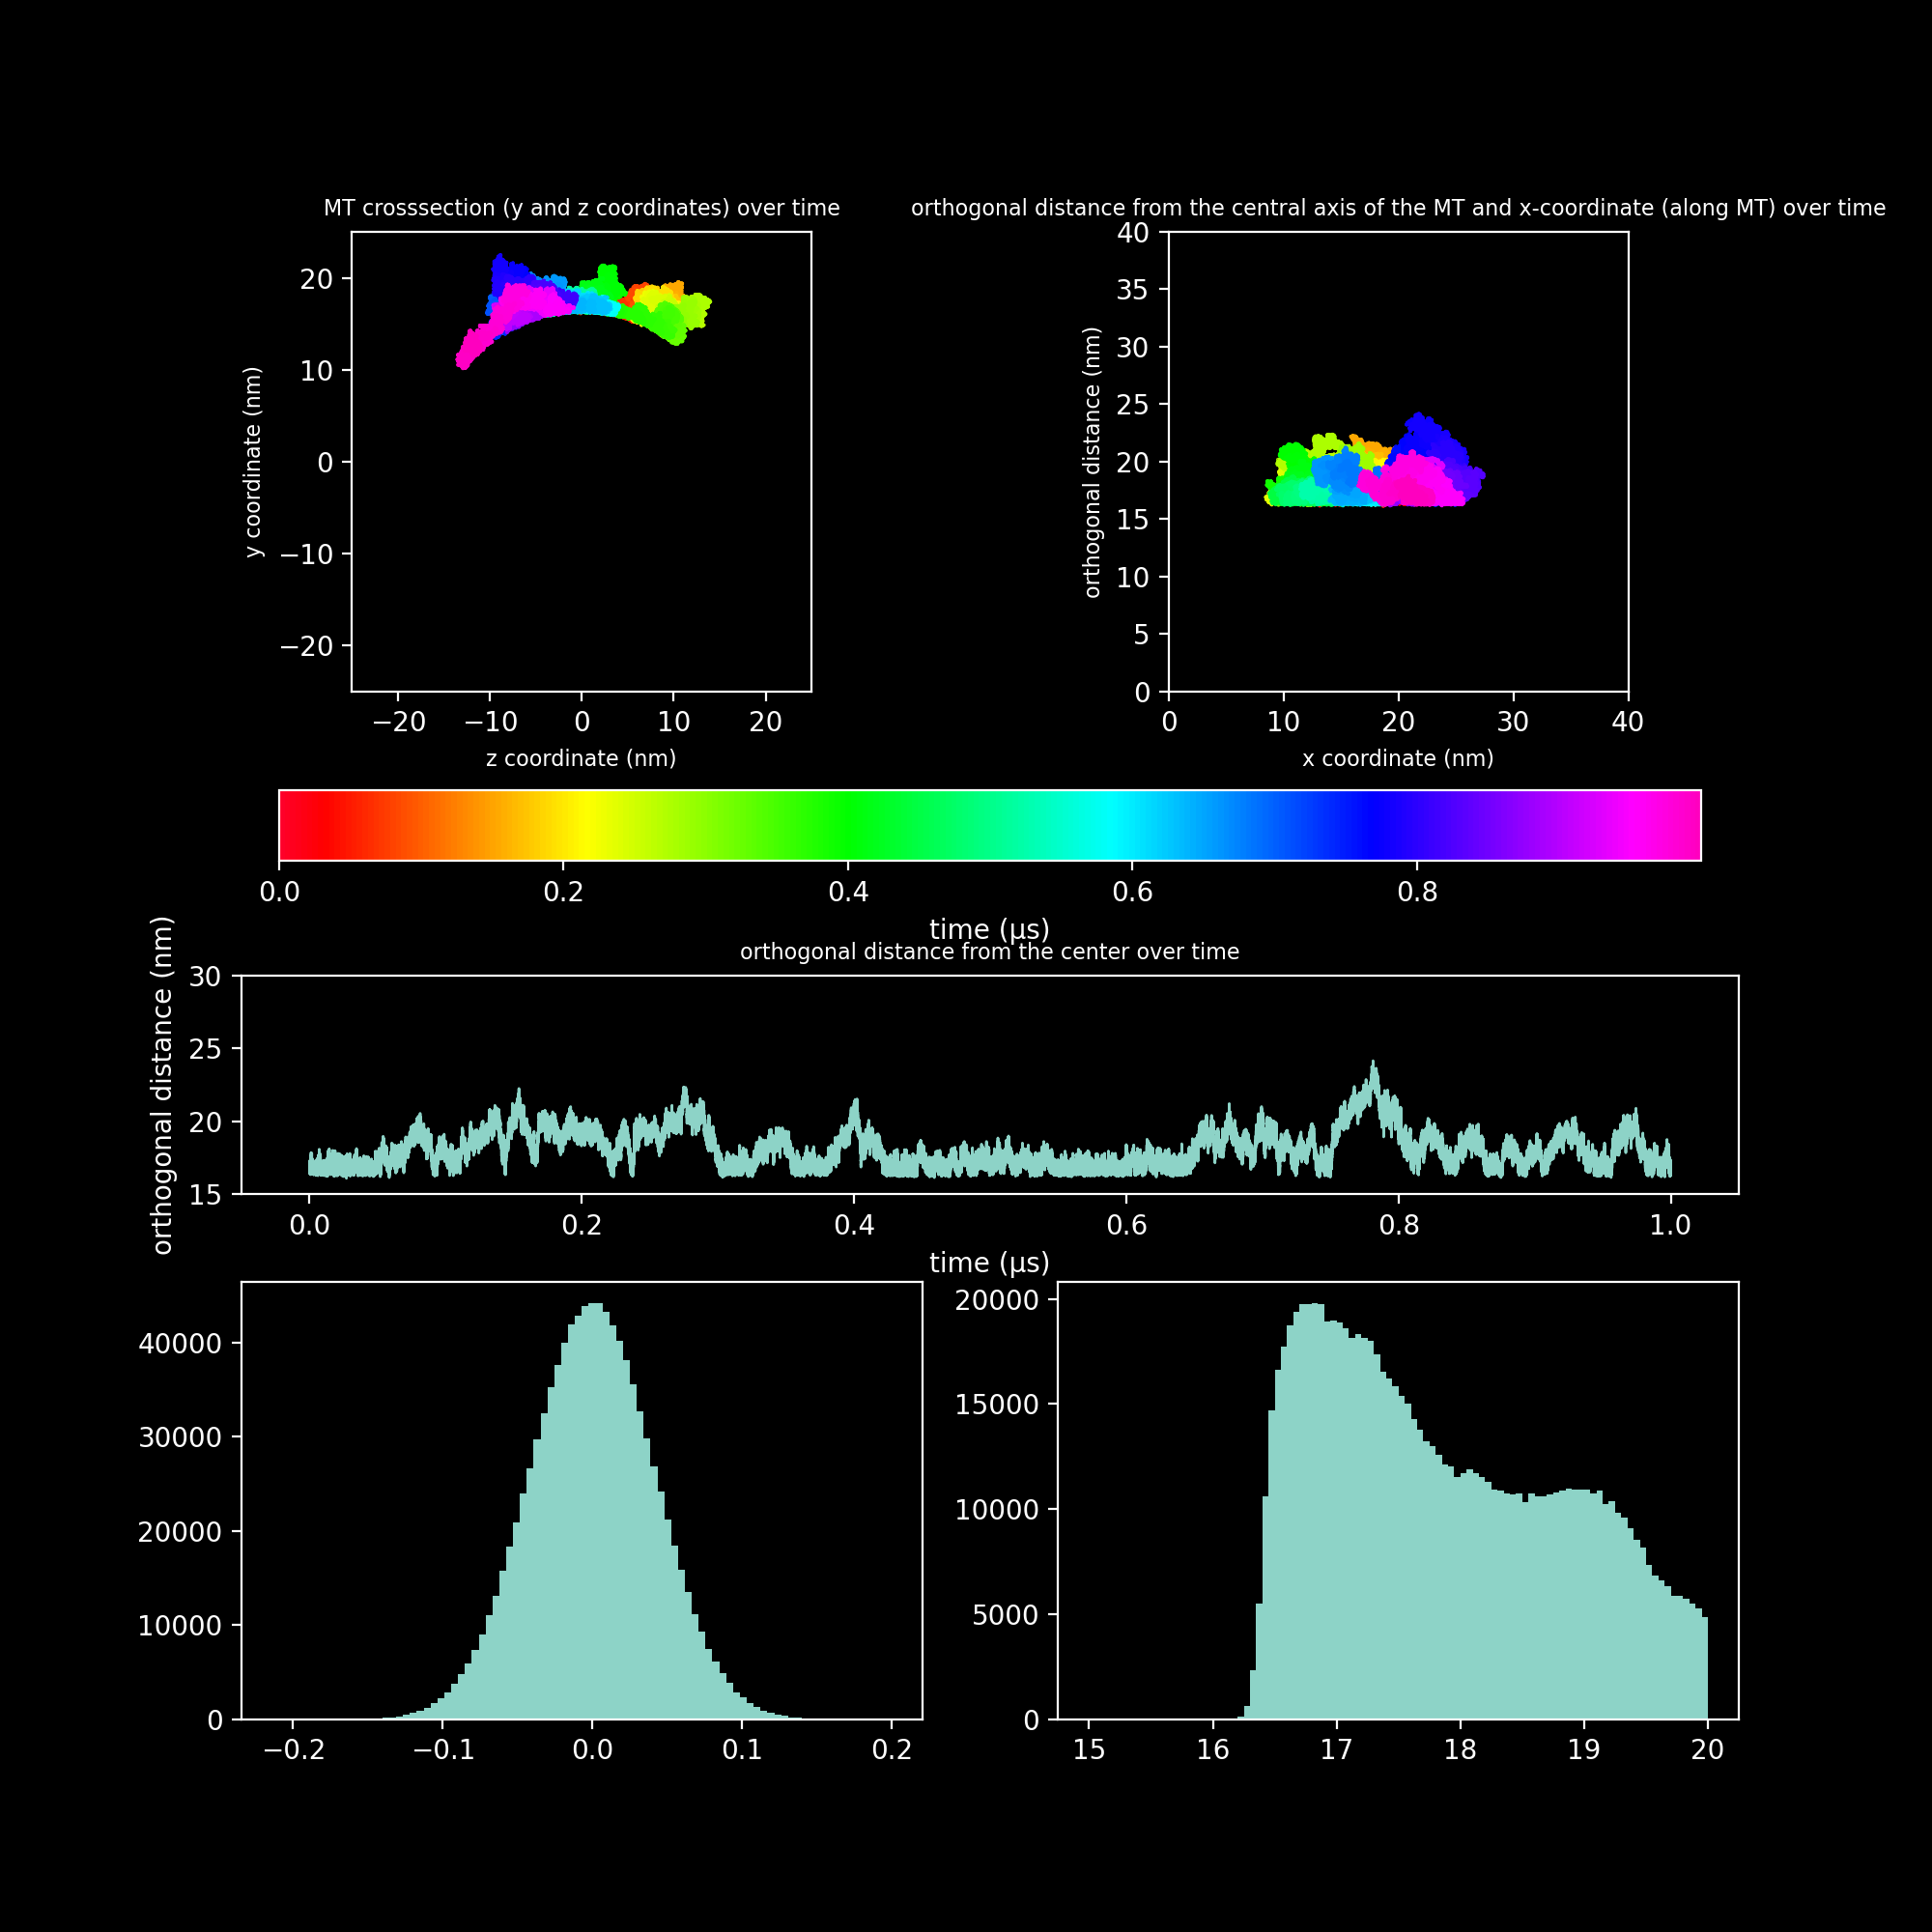 MT crosssection (y and z coordinates) over time
orthogonal distance from the central axis of the MT and x-coordinate (along MT) over time
y coordinate (nm)
20
10
0
−10
−20
−20 −10 0 10 20
z coordinate (nm)
orthogonal distance (nm)
40
35
30
25
20
15
10
5
0
0 10 20 30 40
x coordinate (nm)
0.0 0.2 0.4 0.6 0.8
time (µs)
orthogonal distance from the center over time
orthogonal distance (nm)
30
25
20
15
0.0 0.2 0.4 0.6 0.8 1.0
time (µs)
40000
30000
20000
10000
0
−0.2 −0.1 0.0 0.1 0.2
20000
15000
10000
5000
0
15 16 17 18 19 20